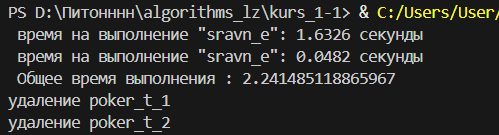 PS D:\Питонннн\algorithms_lz\kurs_1-1> & C:/Users/User/
время на выполнение "sravn_e": 1.6326 секунды
время на выполнение "sravn_e": 0.0482 секунды
Общее время выполнения : 2.241485118865967
удаление poker_t_1
удаление poker_t_2